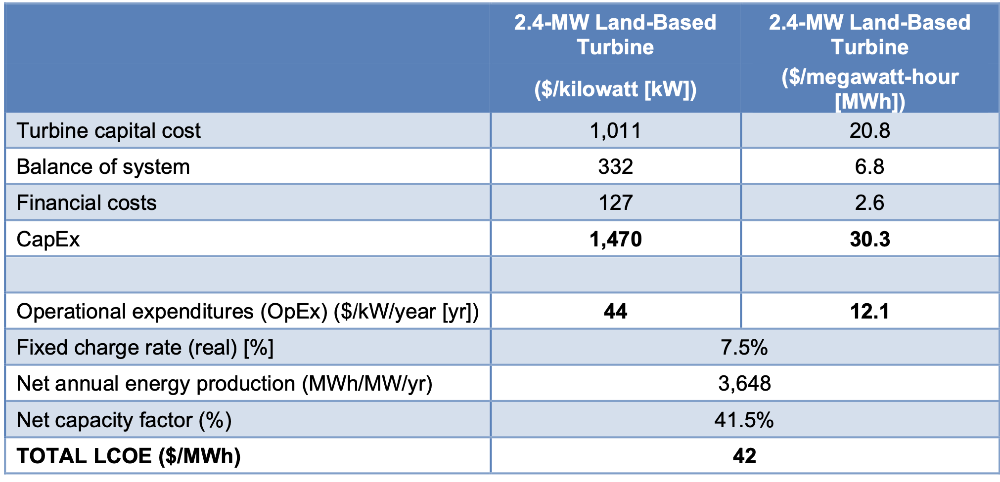 2.4-MW Land-Based Turbine 2.4-MW Land-Based Turbine
($/kilowatt [kW]) ($/megawatt-hour [MWh])
Turbine capital cost 1,011 20.8
Balance of system 332 6.8
Financial costs 127 2.6
CapEx 1,470 30.3
Operational expenditures (OpEx) ($/kW/year [yr]) 44 12.1
Fixed charge rate (real) [%] 7.5%
Net annual energy production (MWh/MW/yr) 3,648
Net capacity factor (%) 41.5%
TOTAL LCOE ($/MWh) 42